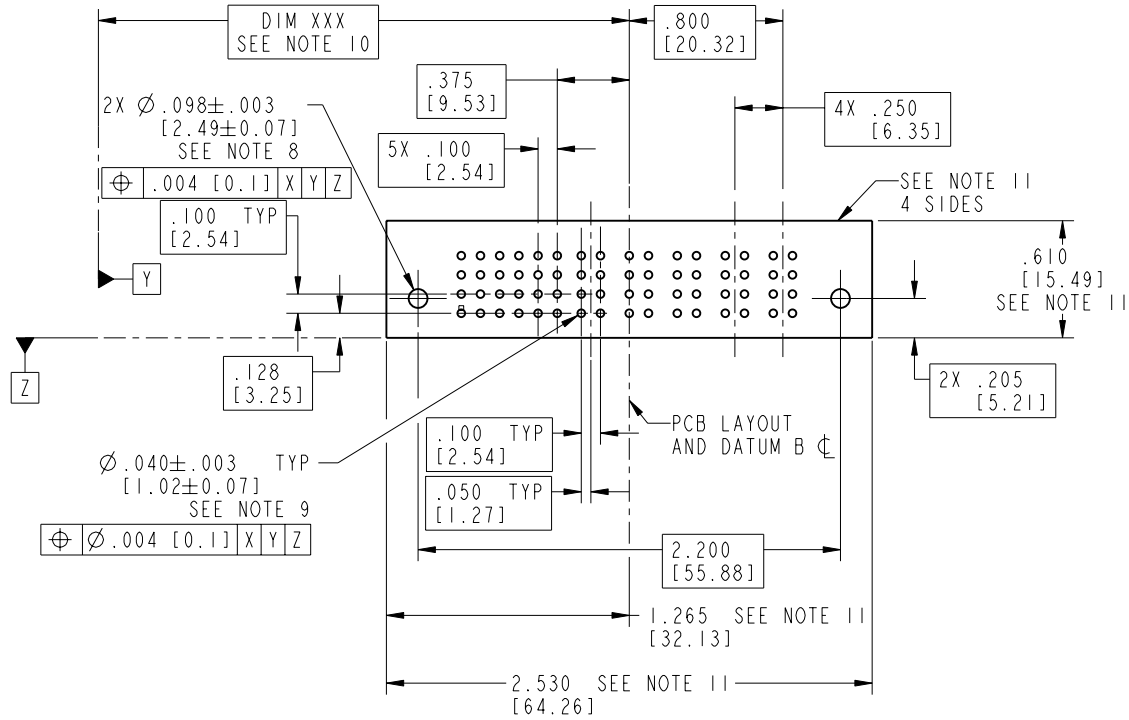 DIM XXX
SEE NOTE 10
.800
[20.32]
.375
[9.53]
2X Ø .098±.003
[2.49±0.07]
SEE NOTE 8
⌖ .004 [0.1] X Y Z
4X .250
[6.35]
5X .100
[2.54]
SEE NOTE 11
4 SIDES
.100 TYP
[2.54]
.610
[15.49]
SEE NOTE 11
Y
Z
.128
[3.25]
2X .205
[5.21]
PCB LAYOUT
AND DATUM B ℄
.100 TYP
[2.54]
Ø .040±.003 TYP
[1.02±0.07]
SEE NOTE 9
⌖ Ø .004 [0.1] X Y Z
.050 TYP
[1.27]
2.200
[55.88]
1.265 SEE NOTE 11
[32.13]
2.530 SEE NOTE 11
[64.26]